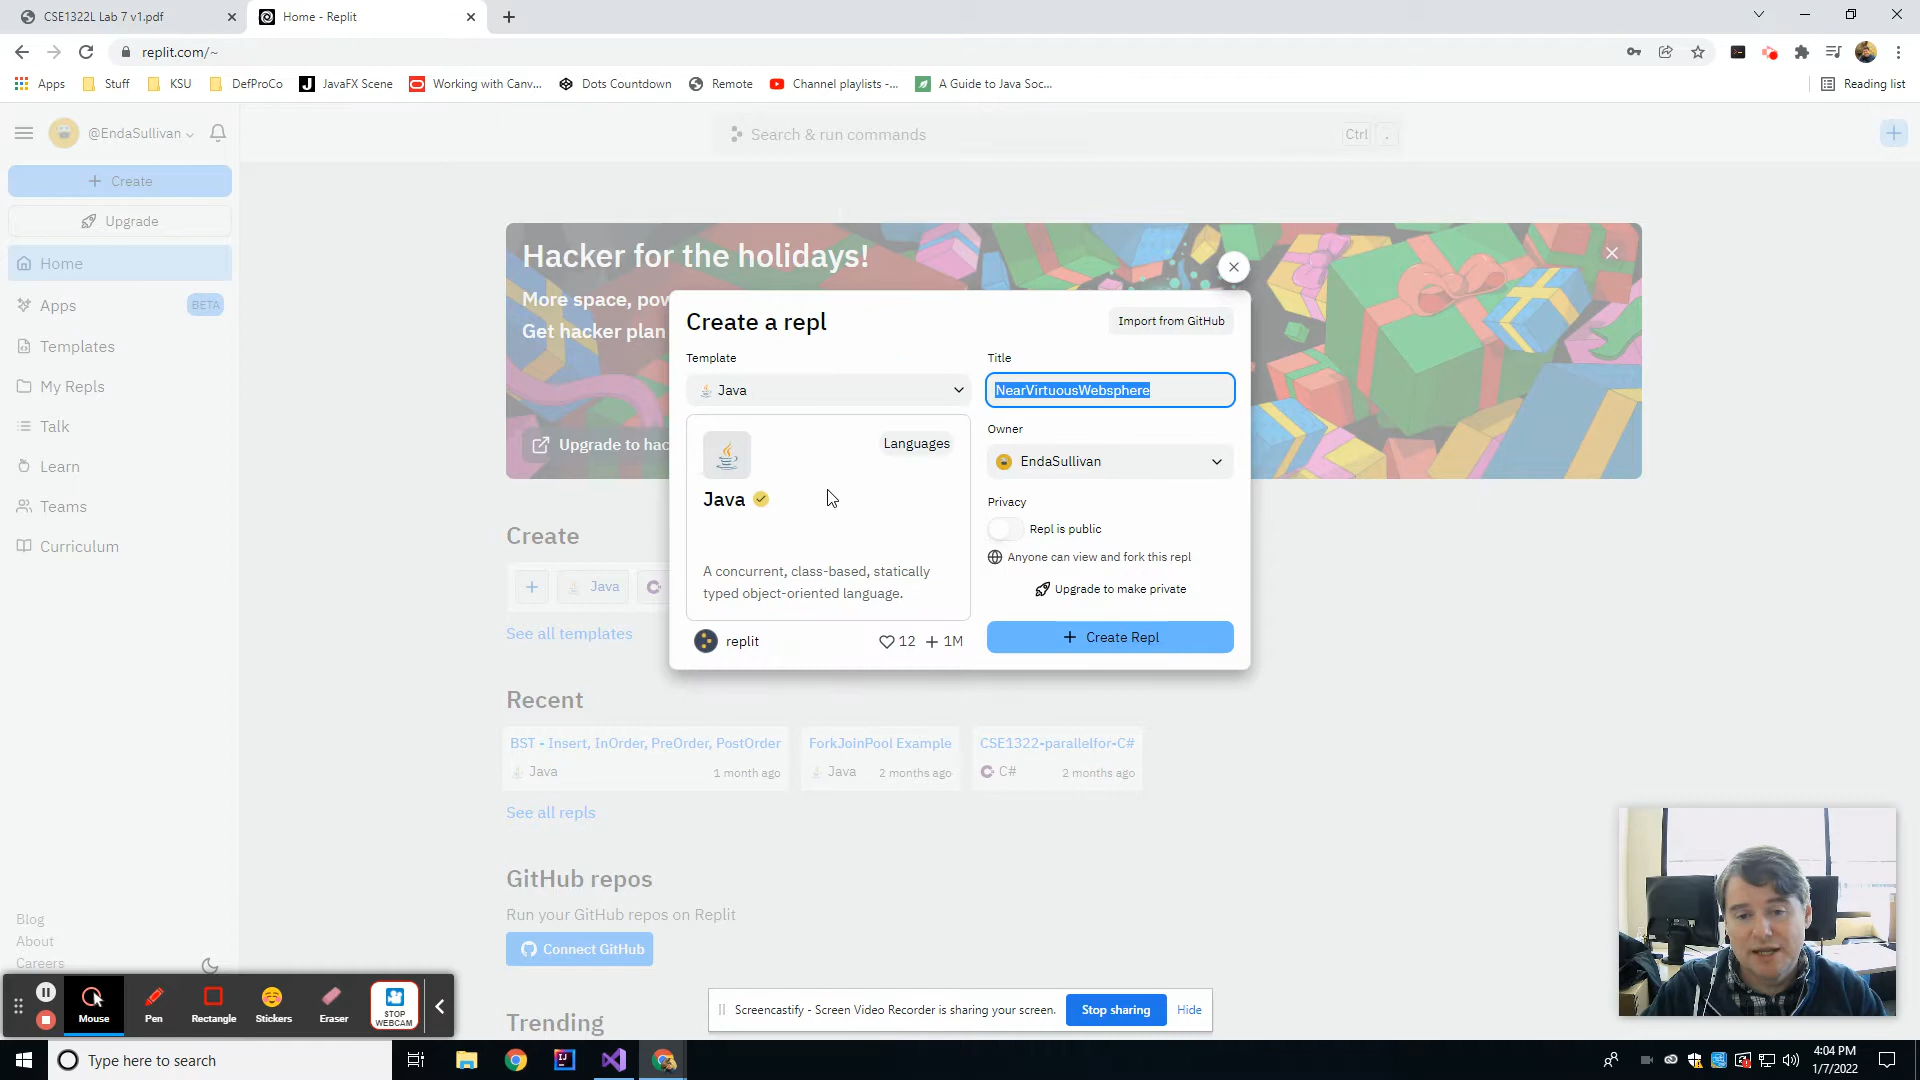 CSE1322L Lab 7 v1.pdf
Home - Replit
replit.com/~
Apps
Stuff
KSU
DefProCo
JavaFX Scene
Working with Canv...
Dots Countdown
Remote
Channel playlists -...
A Guide to Java Soc...
Reading list
@EndaSullivan
Search & run commands
Ctrl .
+ Create
Upgrade
Home
Apps BETA
Templates
My Repls
Talk
Learn
Teams
Curriculum
Blog
About
Careers
Hacker for the holidays!
More space, pow
Get hacker plan
Upgrade to hac
Create a repl
Import from GitHub
Template
Java
Languages
Java
A concurrent, class-based, statically
typed object-oriented language.
replit
12
1M
Title
NearVirtuousWebsphere
Owner
EndaSullivan
Privacy
Repl is public
Anyone can view and fork this repl
Upgrade to make private
+ Create Repl
Create
+ Java
See all templates
Recent
BST - Insert, InOrder, PreOrder, PostOrder
Java 1 month ago
ForkJoinPool Example
Java 2 months ago
CSE1322-parallelfor-C#
C# 2 months ago
See all repls
GitHub repos
Run your GitHub repos on Replit
Connect GitHub
Trending
Mouse
Pen
Rectangle
Stickers
Eraser
STOP
WEBCAM
Screencastify - Screen Video Recorder is sharing your screen.
Stop sharing
Hide
Type here to search
4:04 PM
1/7/2022